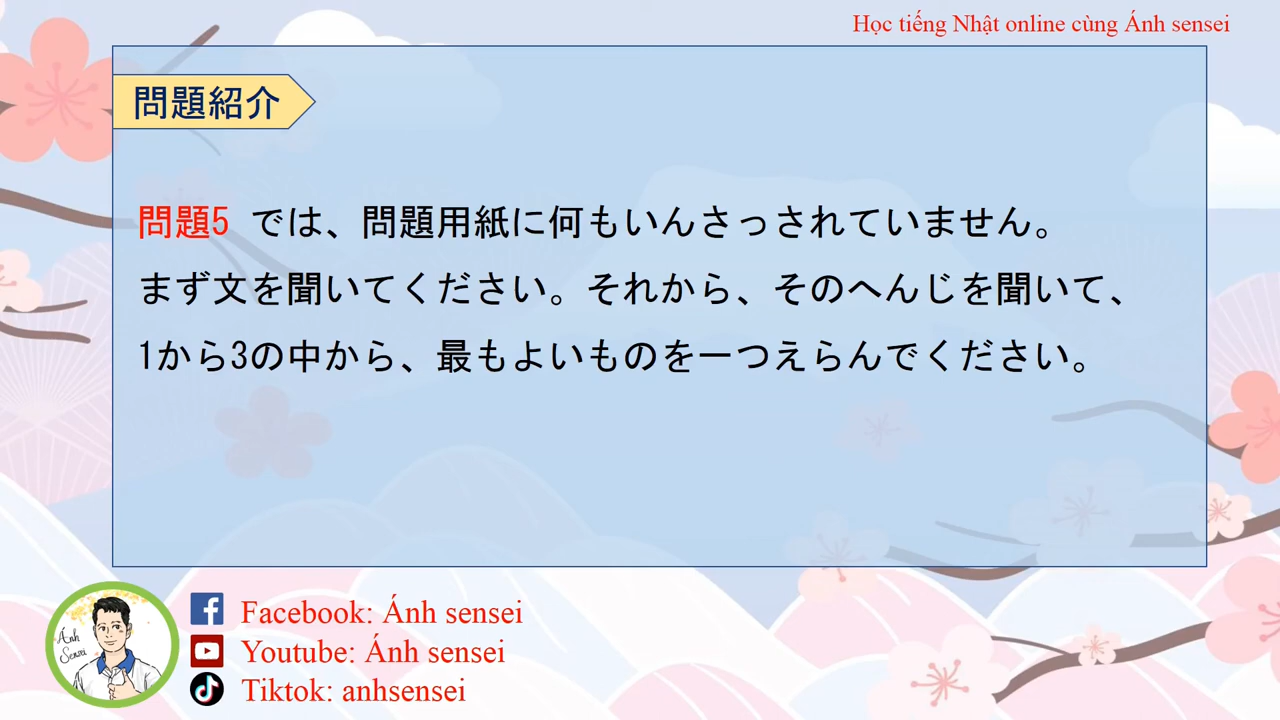 Học tiếng Nhật online cùng Ánh sensei
問題紹介
問題5 では、問題用紙に何もいんさっされていません。
まず文を聞いてください。それから、そのへんじを聞いて、
1から3の中から、最もよいものを一つえらんでください。
Ánh
Sensei
Facebook: Ánh sensei
Youtube: Ánh sensei
Tiktok: anhsensei